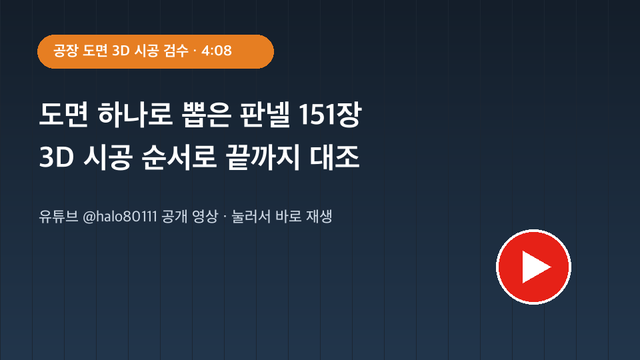 공장 도면 3D 시공 검수 · 4:08
도면 하나로 뽑은 판넬 151장
3D 시공 순서로 끝까지 대조
유튜브 @halo80111 공개 영상 · 눌러서 바로 재생